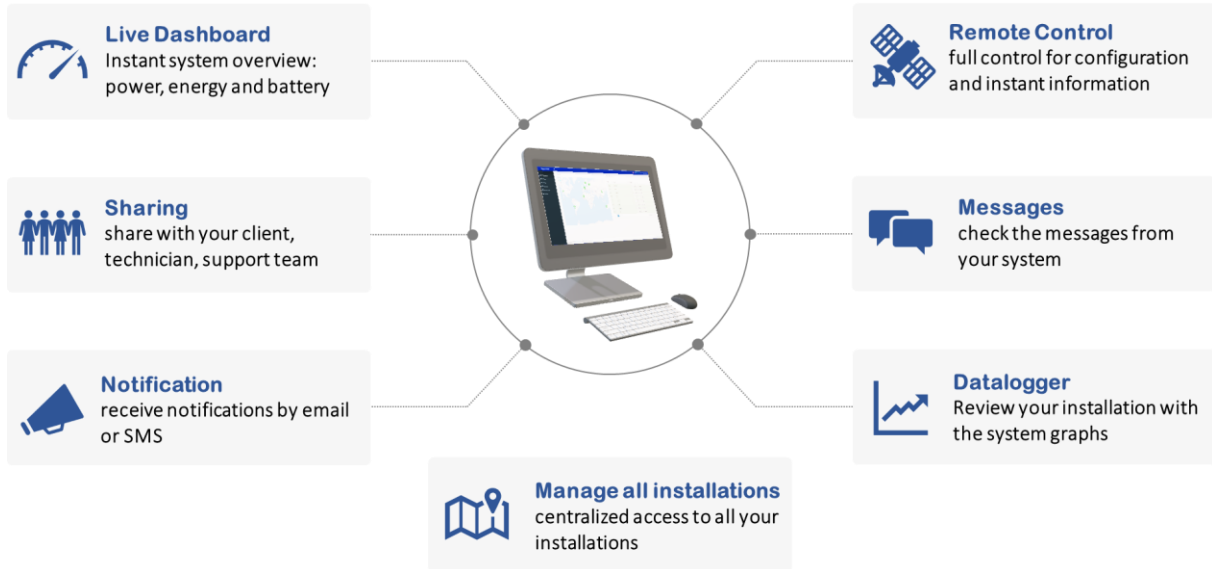 Live Dashboard
Instant system overview:
power, energy and battery
Sharing
share with your client,
technician, support team
Notification
receive notifications by email
or SMS
Remote Control
full control for configuration
and instant information
Messages
check the messages from
your system
Datalogger
Review your installation with
the system graphs
Manage all installations
centralized access to all your
installations